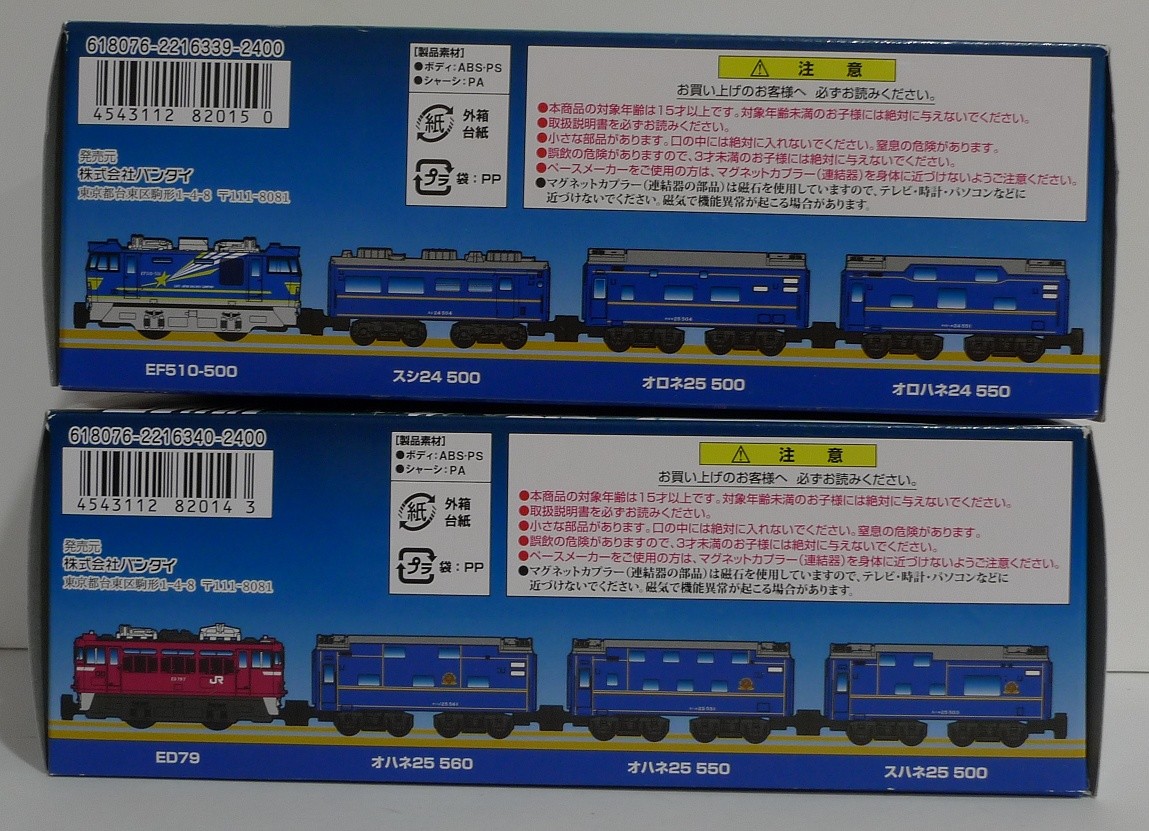 618076-2216339-2400
4543112 82015 0
発売元
株式会社バンダイ
東京都台東区駒形1-4-8 〒111-8081
[製品素材]
●ボディ:ABS・PS
●シャーシ:PA
紙
外箱
台紙
プラ
袋:PP
注 意
お買い上げのお客様へ 必ずお読みください。
●本商品の対象年齢は15才以上です。対象年齢未満のお子様には絶対に与えないでください。
●取扱説明書を必ずお読みください。
●小さな部品があります。口の中には絶対に入れないでください。窒息の危険があります。
●誤飲の危険がありますので、3才未満のお子様には絶対に与えないでください。
●ペースメーカーをご使用の方は、マグネットカプラー(連結器)を身体に近づけないようご注意ください。
●マグネットカプラー(連結器の部品)は磁石を使用していますので、テレビ・時計・パソコンなどに
近づけないでください。磁気で機能異常が起こる場合があります。
EF510-500
スシ24 500
オロネ25 500
オロハネ24 550
618076-2216340-2400
4543112 82014 3
発売元
株式会社バンダイ
東京都台東区駒形1-4-8 〒111-8081
[製品素材]
●ボディ:ABS・PS
●シャーシ:PA
紙
外箱
台紙
プラ
袋:PP
注 意
お買い上げのお客様へ 必ずお読みください。
●本商品の対象年齢は15才以上です。対象年齢未満のお子様には絶対に与えないでください。
●取扱説明書を必ずお読みください。
●小さな部品があります。口の中には絶対に入れないでください。窒息の危険があります。
●誤飲の危険がありますので、3才未満のお子様には絶対に与えないでください。
●ペースメーカーをご使用の方は、マグネットカプラー(連結器)を身体に近づけないようご注意ください。
●マグネットカプラー(連結器の部品)は磁石を使用していますので、テレビ・時計・パソコンなどに
近づけないでください。磁気で機能異常が起こる場合があります。
JR
ED79
オハネ25 560
オハネ25 550
スハネ25 500